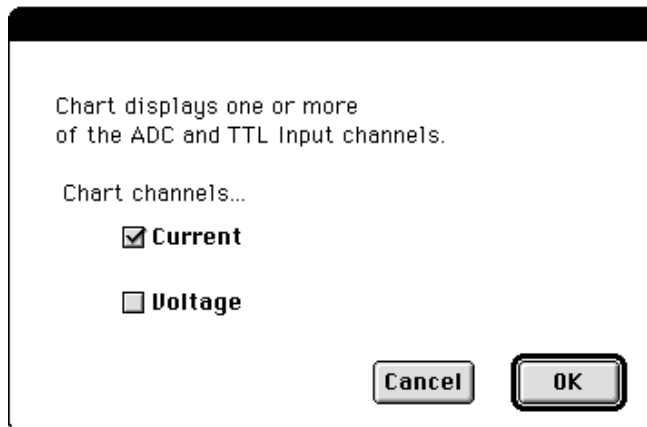 Chart displays one or more
of the ADC and TTL Input channels.
Chart channels...
Current
Voltage
Cancel
OK